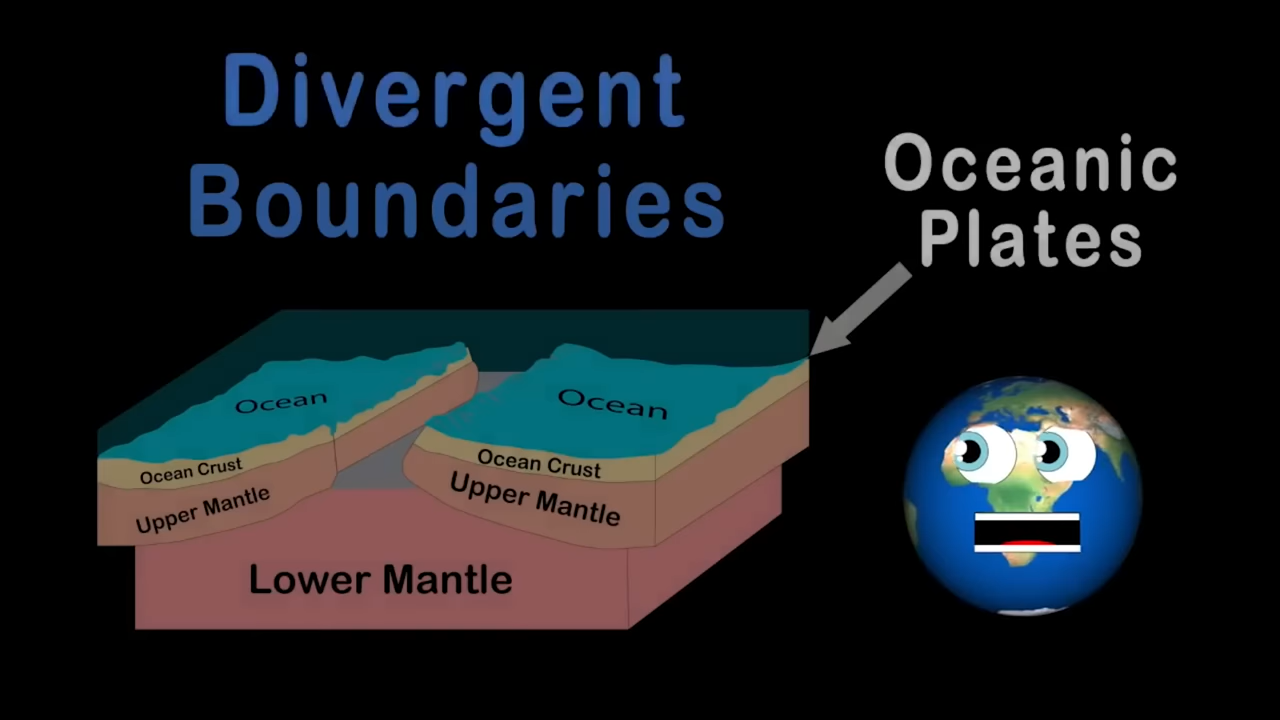 Divergent
Boundaries
Oceanic
Plates
Ocean
Ocean
Ocean Crust
Ocean Crust
Upper Mantle
Upper Mantle
Lower Mantle